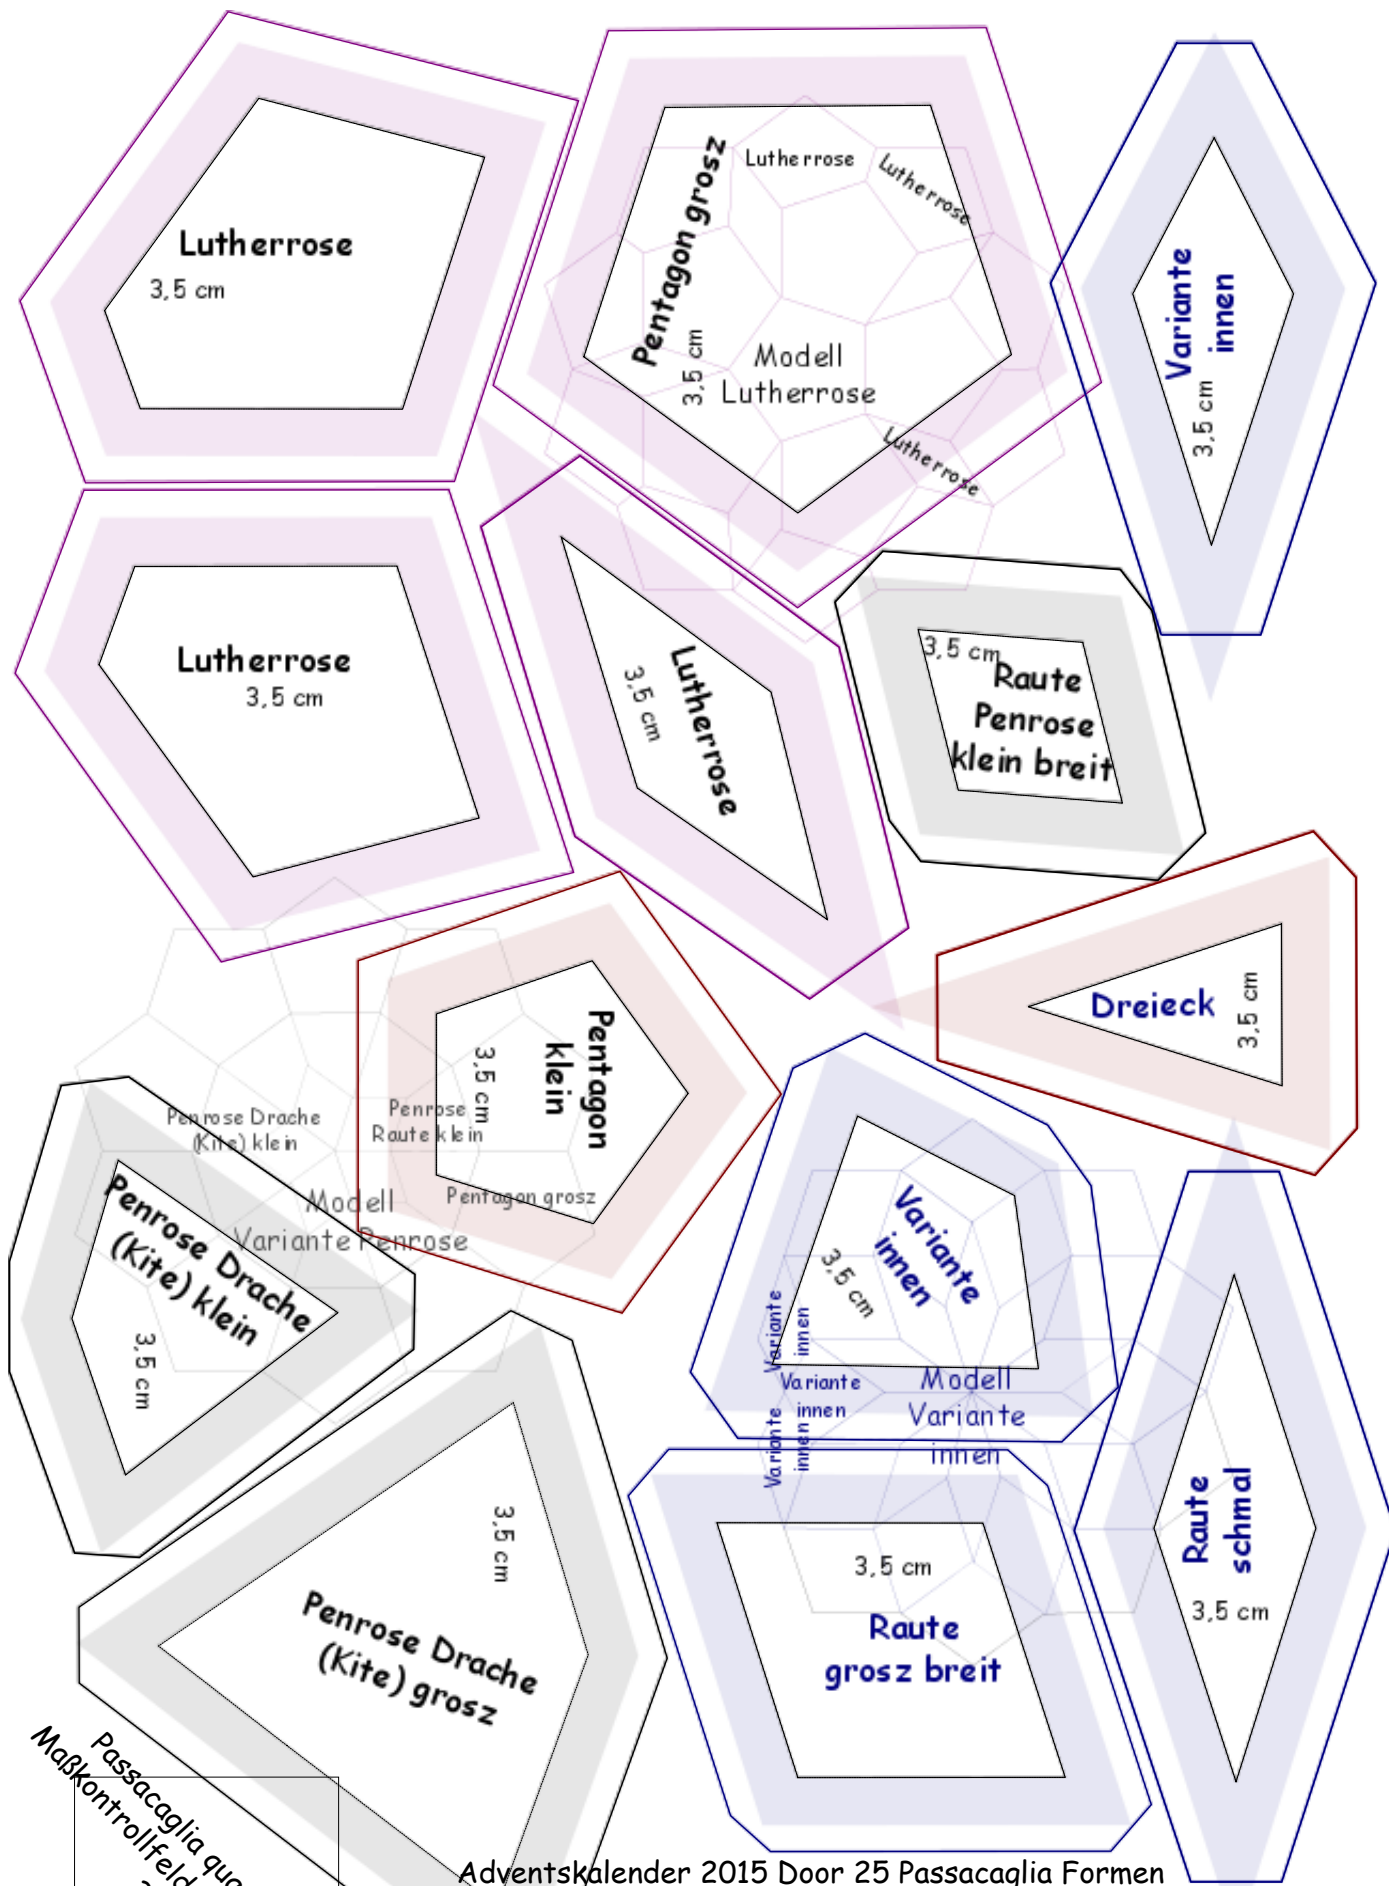 Lutherrose
3,5 cm
Pentagon grosz
3,5 cm
Lutherrose
Lutherrose
Modell
Lutherrose
Lutherrose
Variante
innen
3,5 cm
Lutherrose
3,5 cm
Lutherrose
3,5 cm
3,5 cm
Raute
Penrose
klein breit
Dreieck
3,5 cm
Pentagon
klein
3,5 cm
Penrose Drache
(Kite) klein
Penrose
Raute klein
Pentagon grosz
Modell
Variante Penrose
Penrose Drache
(Kite) klein
3,5 cm
Variante
innen
3,5 cm
Variante
innen
Variante
innen
Variante
innen
Modell
Variante
innen
Raute
schmal
3,5 cm
3,5 cm
Penrose Drache
(Kite) grosz
3,5 cm
Raute
grosz breit
Passacaglia
Maßkontrollfeld
Adventskalender 2015 Door 25 Passacaglia Formen